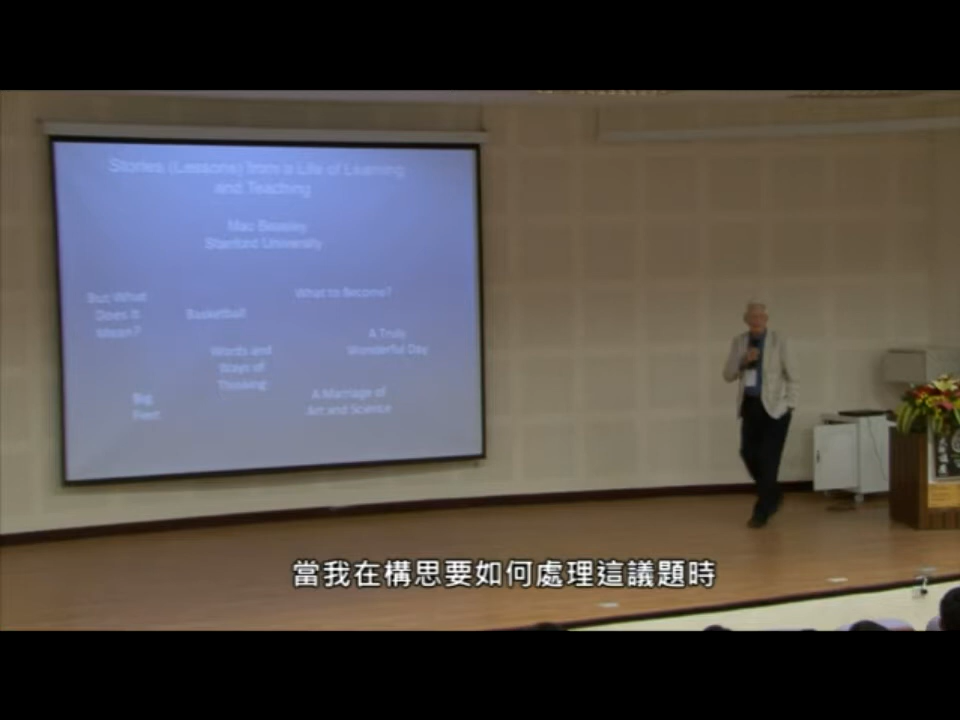 Stories (Lessons) from a Life of Learning
and Teaching
Mac Beasley
Stanford University
But What
Does It
Mean?
Basketball
What to Become?
Words and
Ways of
Thinking
A Truly
Wonderful Day
Big
Feet
A Marriage of
Art and Science
當我在構思要如何處理這議題時